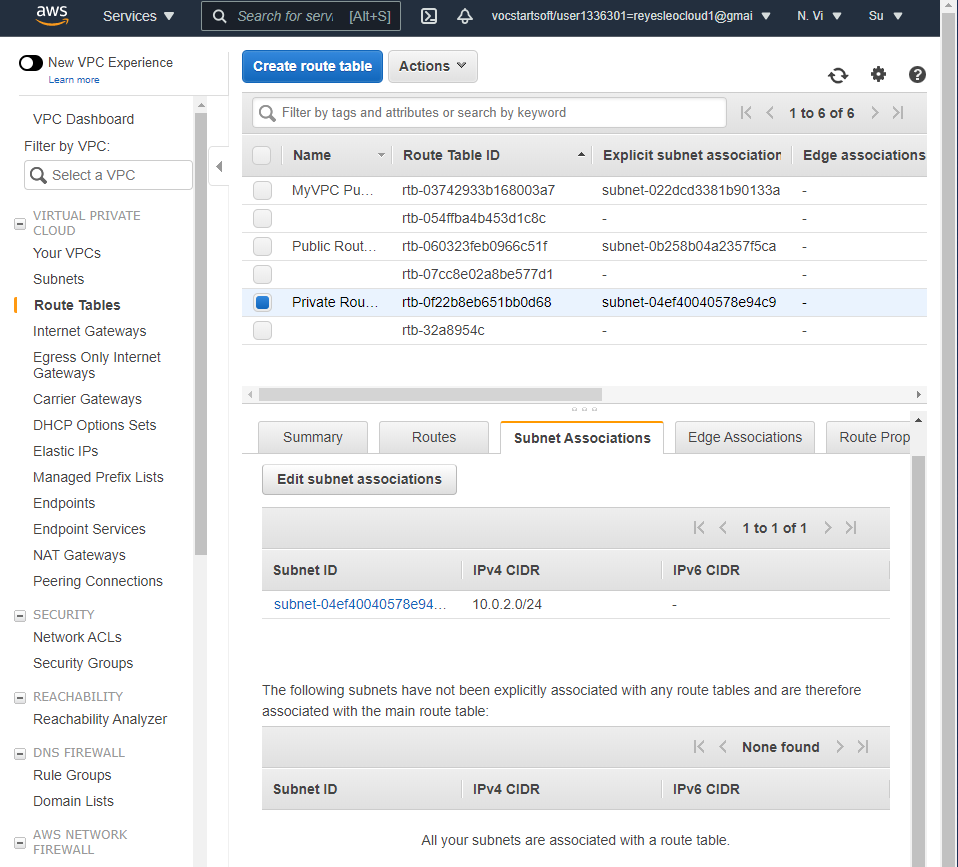 aws Services Search for serv [Alt+S] vocstartsoft/user1336301=reyesleocloud1@gmai N. Vi Su
New VPC Experience
Learn more
VPC Dashboard
Filter by VPC:
Select a VPC
VIRTUAL PRIVATE
CLOUD
Your VPCs
Subnets
Route Tables
Internet Gateways
Egress Only Internet
Gateways
Carrier Gateways
DHCP Options Sets
Elastic IPs
Managed Prefix Lists
Endpoints
Endpoint Services
NAT Gateways
Peering Connections
SECURITY
Network ACLs
Security Groups
REACHABILITY
Reachability Analyzer
DNS FIREWALL
Rule Groups
Domain Lists
AWS NETWORK
FIREWALL
Create route table Actions
Filter by tags and attributes or search by keyword 1 to 6 of 6
Name Route Table ID Explicit subnet association Edge associations
MyVPC Pu... rtb-03742933b168003a7 subnet-022dcd3381b90133a -
rtb-054ffba4b453d1c8c - -
Public Rout... rtb-060323feb0966c51f subnet-0b258b04a2357f5ca -
rtb-07cc8e02a8be577d1 - -
Private Rou... rtb-0f22b8eb651bb0d68 subnet-04ef40040578e94c9 -
rtb-32a8954c - -
Summary Routes Subnet Associations Edge Associations Route Prop
Edit subnet associations
1 to 1 of 1
Subnet ID IPv4 CIDR IPv6 CIDR
subnet-04ef40040578e94... 10.0.2.0/24 -
The following subnets have not been explicitly associated with any route tables and are therefore
associated with the main route table:
None found
Subnet ID IPv4 CIDR IPv6 CIDR
All your subnets are associated with a route table.